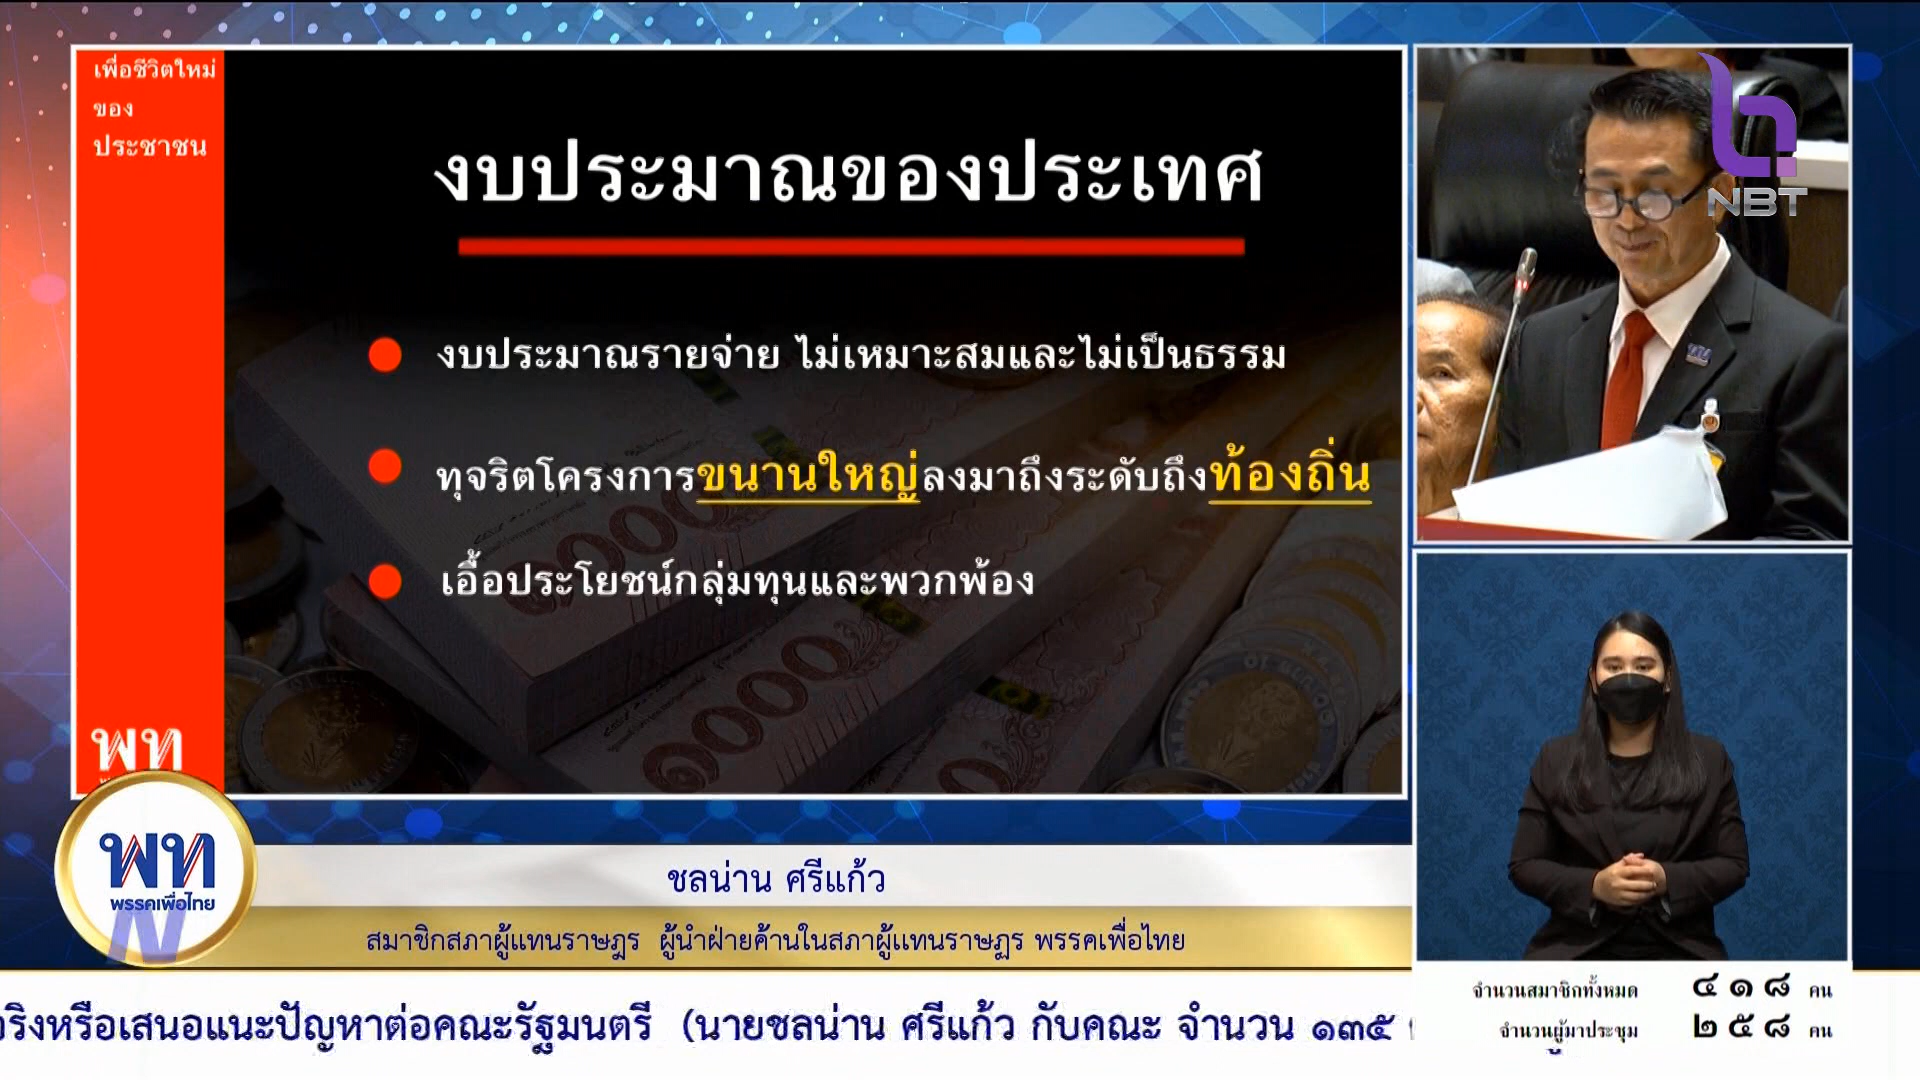 เพื่อชีวิตใหม่
ของ
ประชาชน
งบประมาณของประเทศ
งบประมาณรายจ่าย ไม่เหมาะสมและไม่เป็นธรรม
ทุจริตโครงการขนานใหญ่ลงมาถึงระดับถึงท้องถิ่น
เอื้อประโยชน์กลุ่มทุนและพวกพ้อง
พท
NBT
พท
พรรคเพื่อไทย
ชลน่าน ศรีแก้ว
สมาชิกสภาผู้แทนราษฎร ผู้นำฝ่ายค้านในสภาผู้แทนราษฎร พรรคเพื่อไทย
จริงหรือเสนอแนะปัญหาต่อคณะรัฐมนตรี (นายชลน่าน ศรีแก้ว กับคณะ จำนวน ๑๓๕
จำนวนสมาชิกทั้งหมด ๔๑๘ คน
จำนวนผู้มาประชุม ๒๕๘ คน